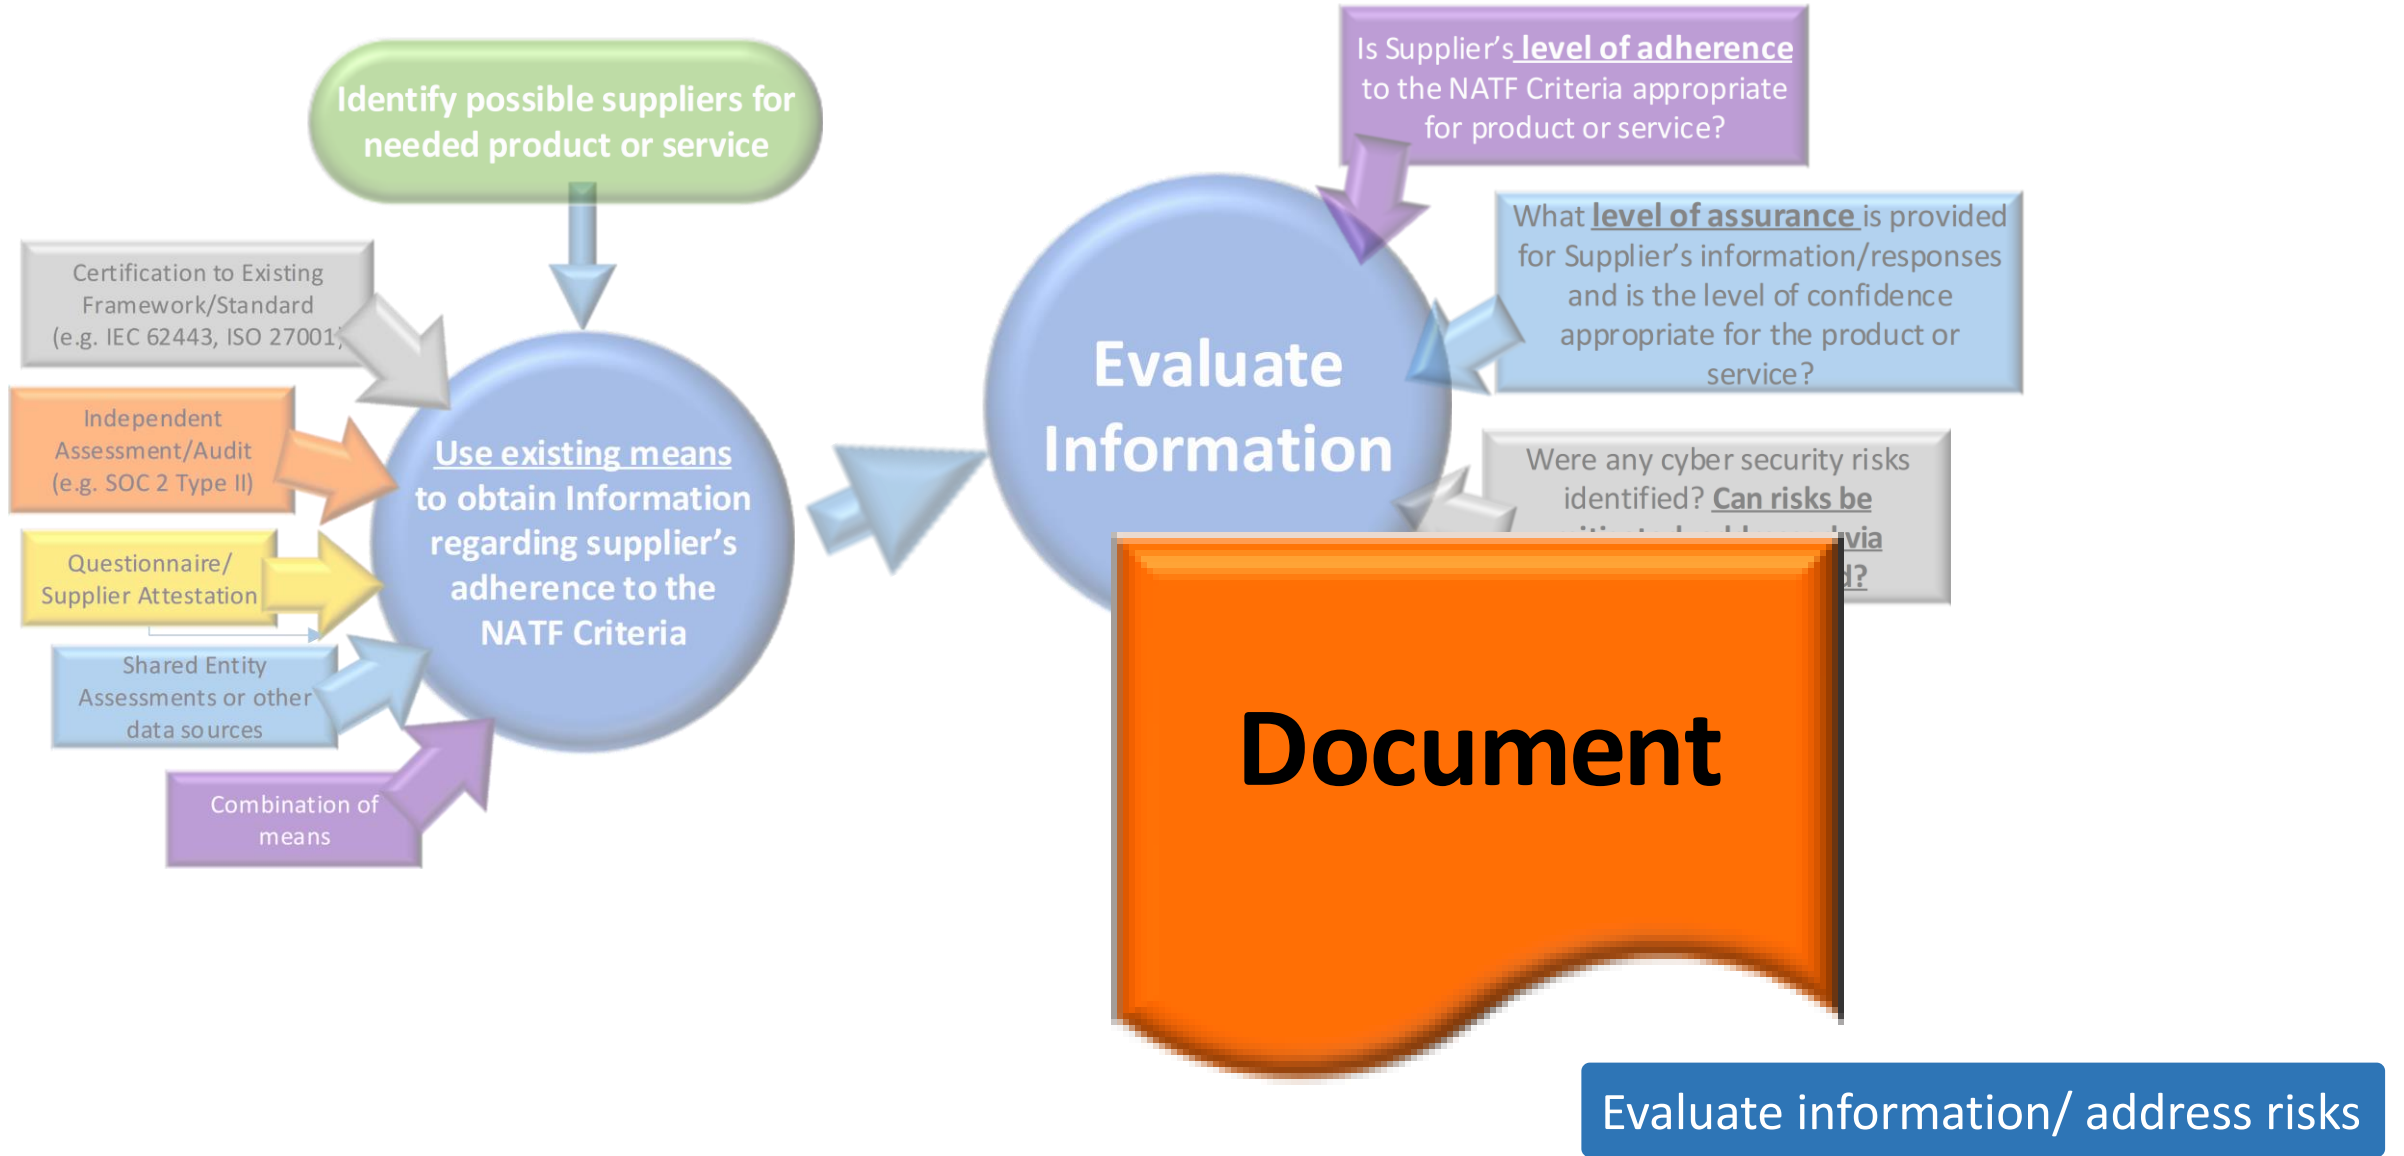 Identify possible suppliers for
needed product or service
Certification to Existing
Framework/Standard
(e.g. IEC 62443, ISO 27001)
Independent
Assessment/Audit
(e.g. SOC 2 Type II)
Questionnaire/
Supplier Attestation
Shared Entity
Assessments or other
data sources
Combination of
means
Use existing means
to obtain Information
regarding supplier's
adherence to the
NATF Criteria
Evaluate
Information
Is Supplier's level of adherence
to the NATF Criteria appropriate
for product or service?
What level of assurance is provided
for Supplier's information/responses
and is the level of confidence
appropriate for the product or
service?
Were any cyber security risks
identified? Can risks be
via
Document
Evaluate information/ address risks